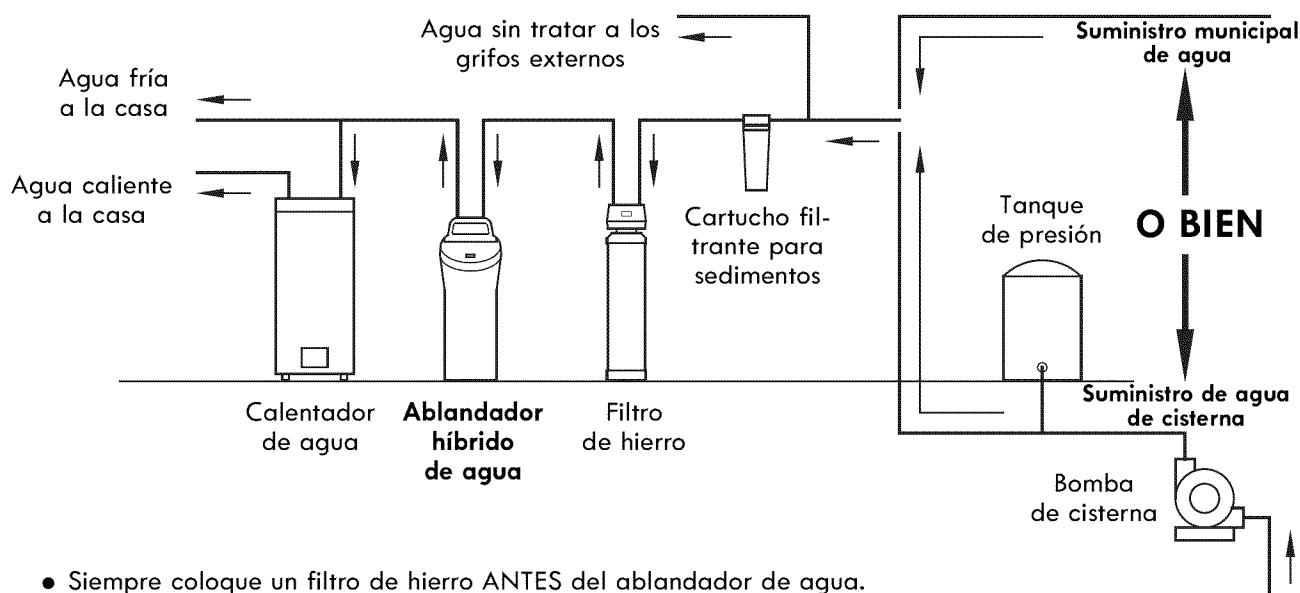 Agua sin tratar a los
grifos externos
Suministro municipal
de agua
Agua fría
a la casa
Agua caliente
a la casa
Cartucho fil-
trante para
sedimentos
Tanque
de presión
O BIEN
Calentador
de agua
Ablandador
híbrido
de agua
Filtro
de hierro
Suministro de agua
de cisterna
Bomba
de cisterna
● Siempre coloque un filtro de hierro ANTES del ablandador de agua.